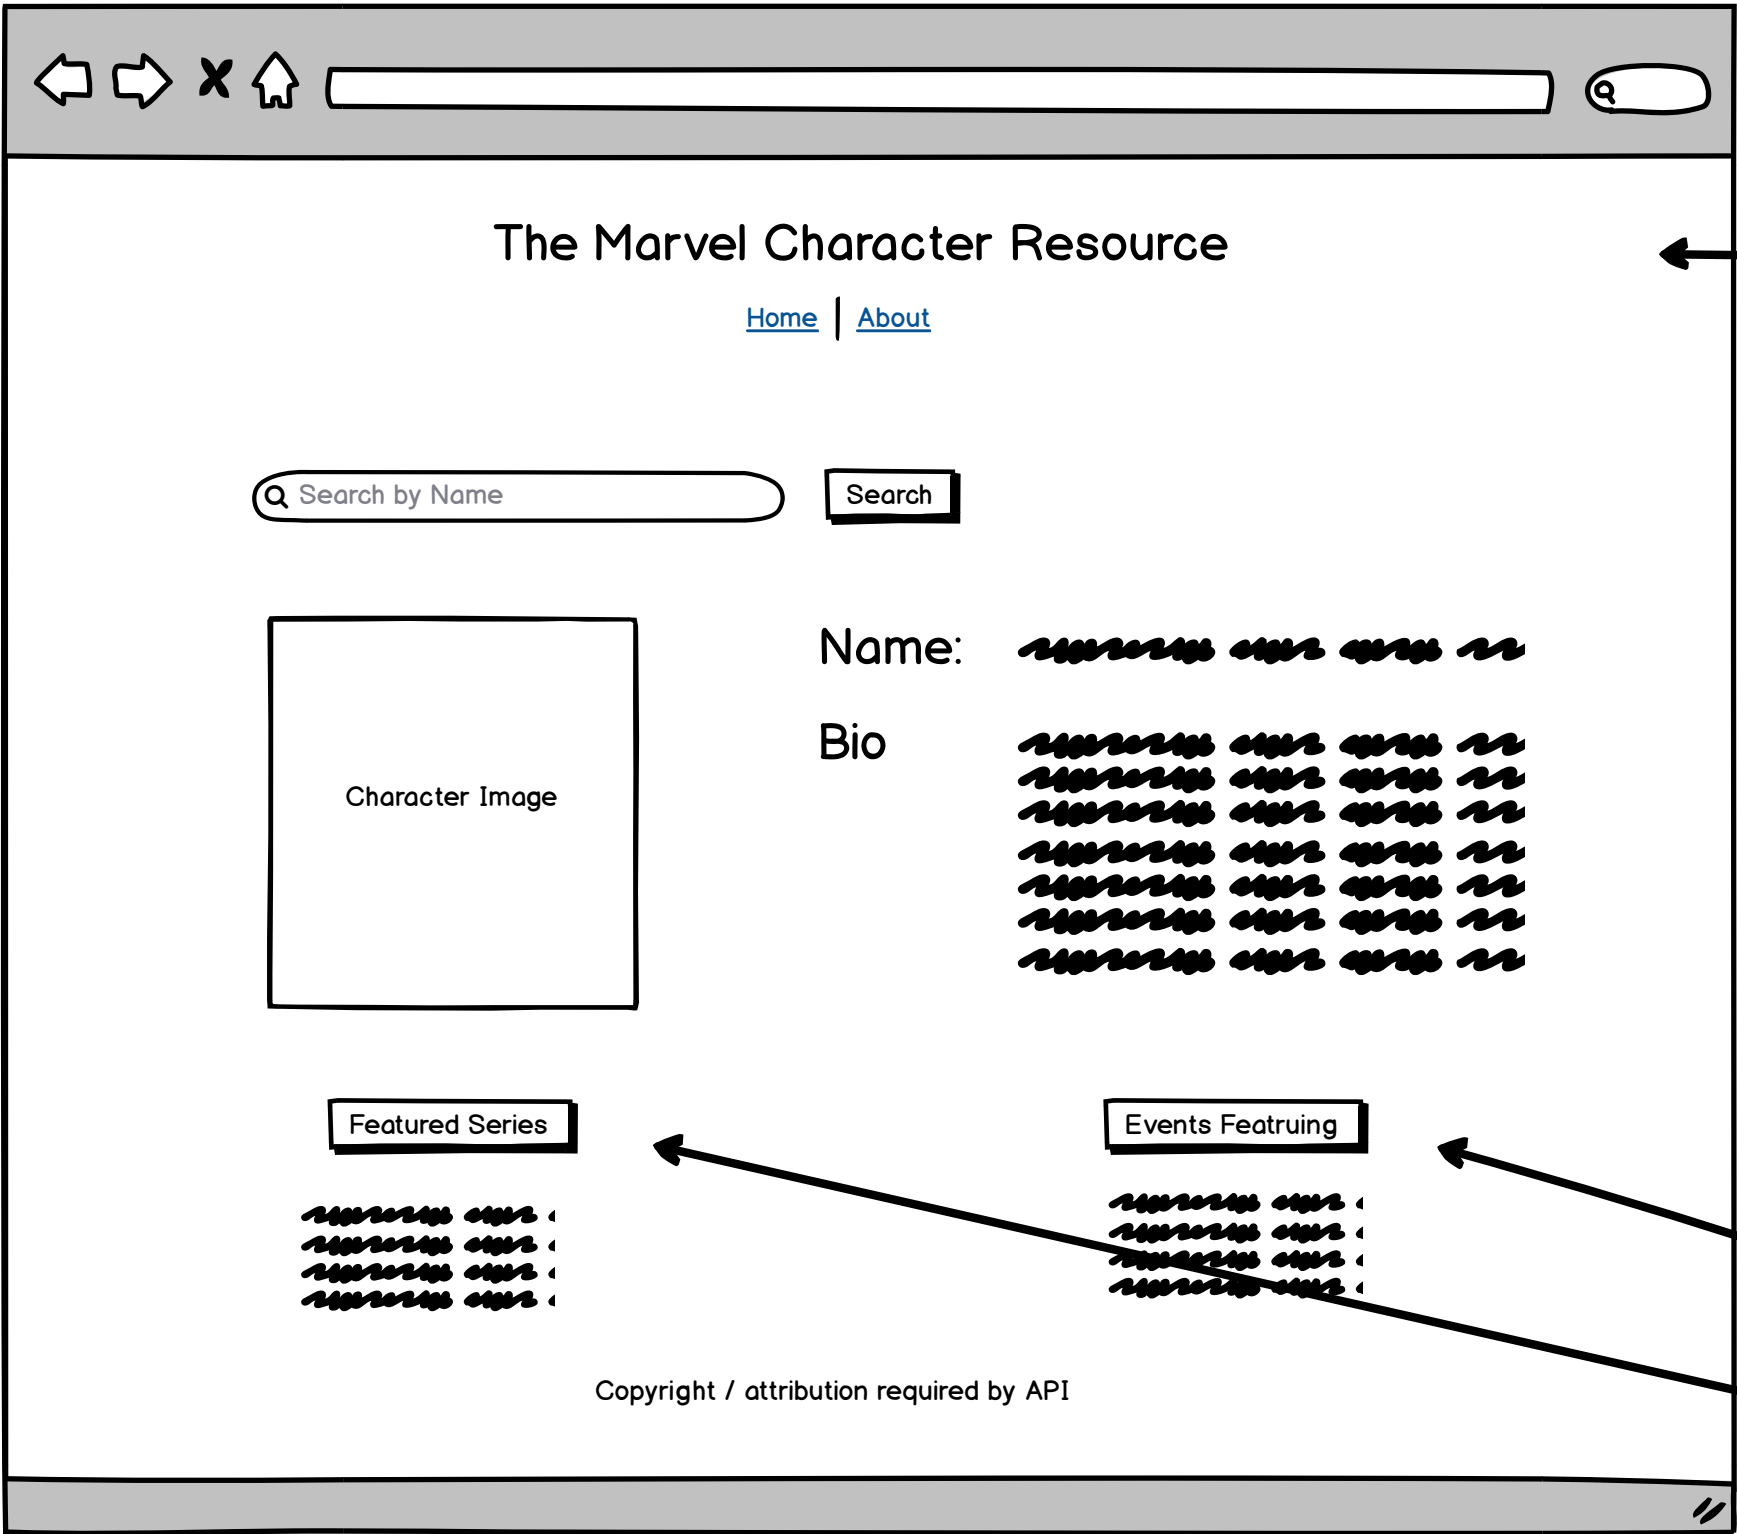 The Marvel Character Resource
Home | About
Search by Name
Search
Name:
Bio
Character Image
Featured Series
Events Featruing
Copyright / attribution required by API